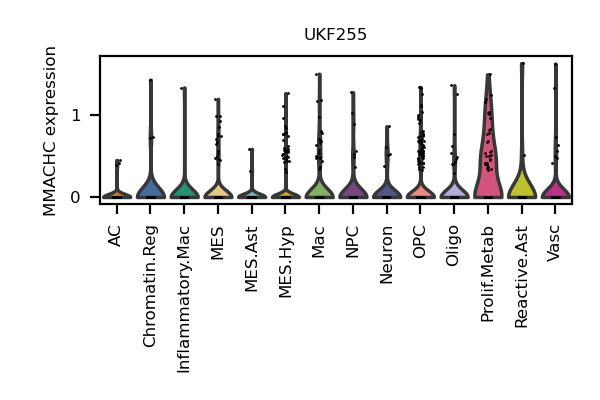 UKF255
MMACHC expression
1
0
AC
Chromatin.Reg
Inflammatory.Mac
MES
MES.Ast
MES.Hyp
Mac
NPC
Neuron
OPC
Oligo
Prolif.Metab
Reactive.Ast
Vasc